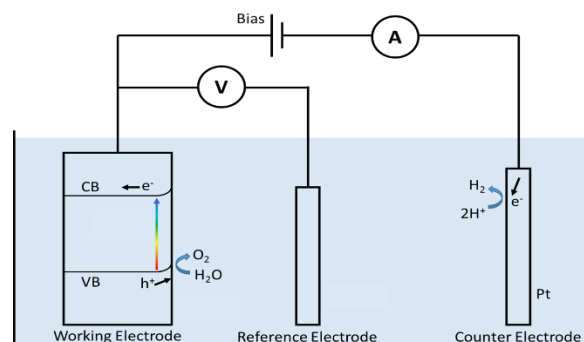 Bias
A
V
CB
e-
H₂
2H⁺
e-
O₂
H₂O
VB
h⁺
Pt
Working Electrode
Reference Electrode
Counter Electrode